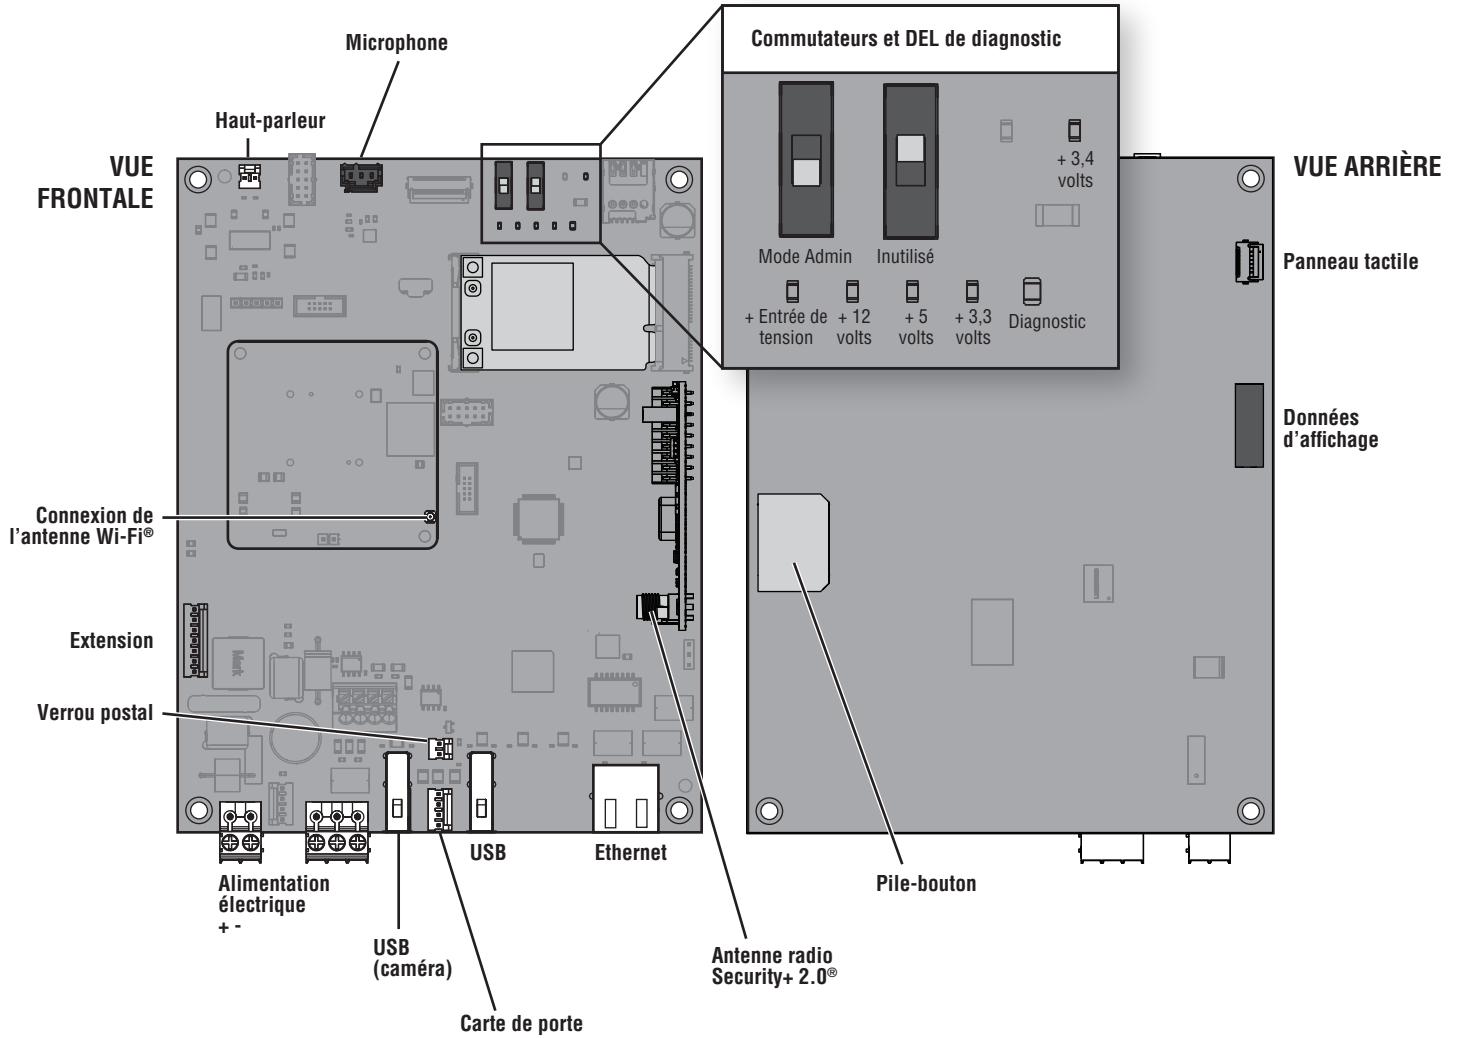 Microphone
Haut-parleur
VUE
FRONTALE
Commutateurs et DEL de diagnostic
+ 3,4
volts
Mode Admin
Inutilisé
+ Entrée de
tension
+ 12
volts
+ 5
volts
+ 3,3
volts
Diagnostic
VUE ARRIÈRE
Panneau tactile
Données
d'affichage
Connexion de
l'antenne Wi-Fi®
Extension
Mark
Verrou postal
Alimentation
électrique
+ -
USB
(caméra)
USB
Ethernet
Carte de porte
Antenne radio
Security+ 2.0®
Pile-bouton